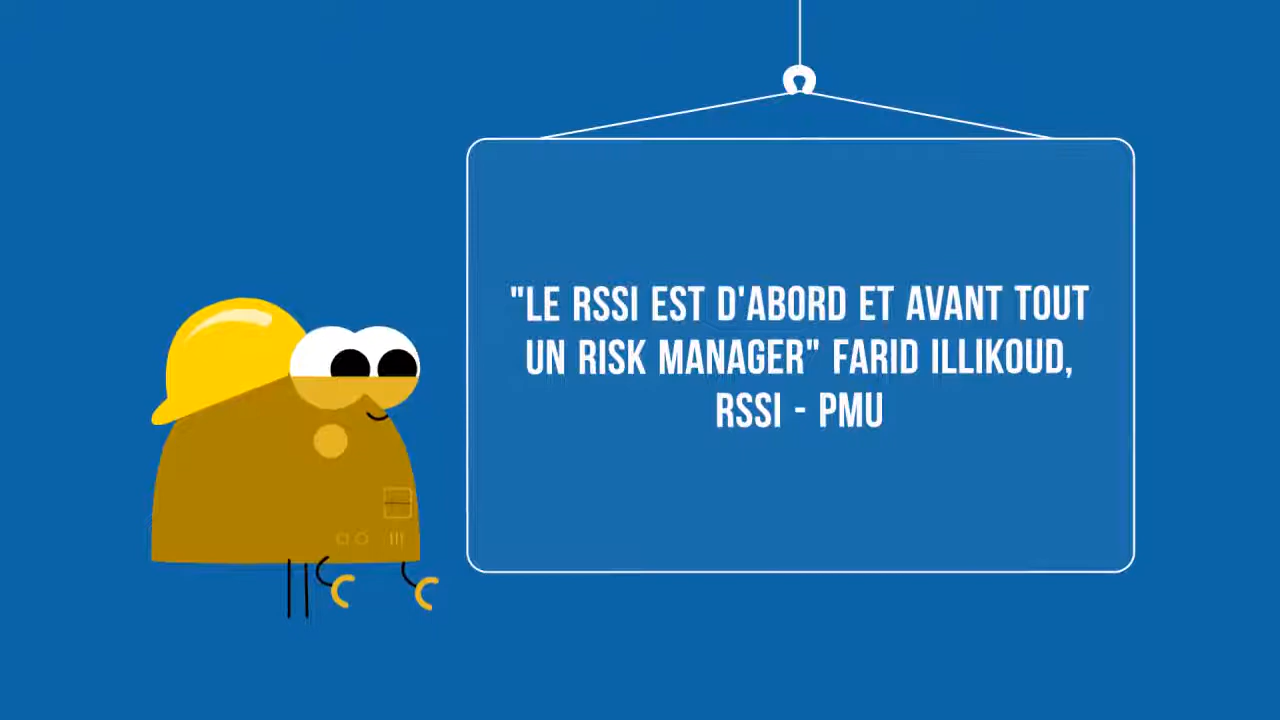 "LE RSSI EST D'ABORD ET AVANT TOUT
UN RISK MANAGER" FARID ILLIKOUD,
RSSI - PMU